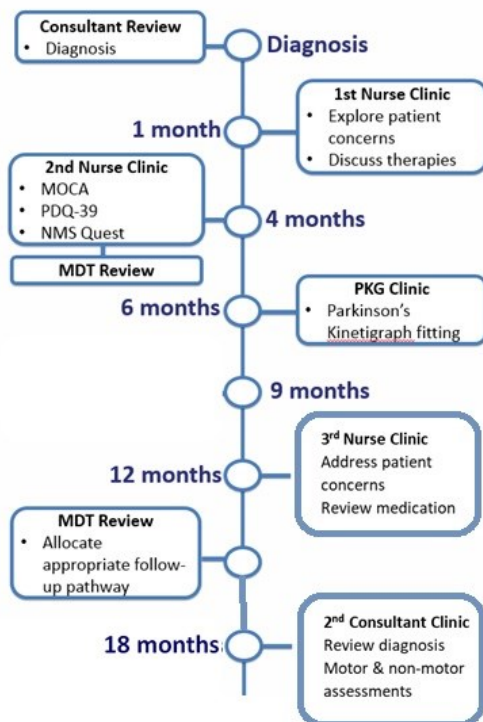 Consultant Review
• Diagnosis
Diagnosis
1 month
1st Nurse Clinic
• Explore patient
concerns
• Discuss therapies
2nd Nurse Clinic
• MOCA
• PDQ-39
• NMS Quest
MDT Review
4 months
6 months
PKG Clinic
• Parkinson's
Kinetigraph fitting
9 months
12 months
3rd Nurse Clinic
Address patient
concerns
Review medication
MDT Review
• Allocate
appropriate follow-
up pathway
18 months
2nd Consultant Clinic
Review diagnosis
Motor & non-motor
assessments